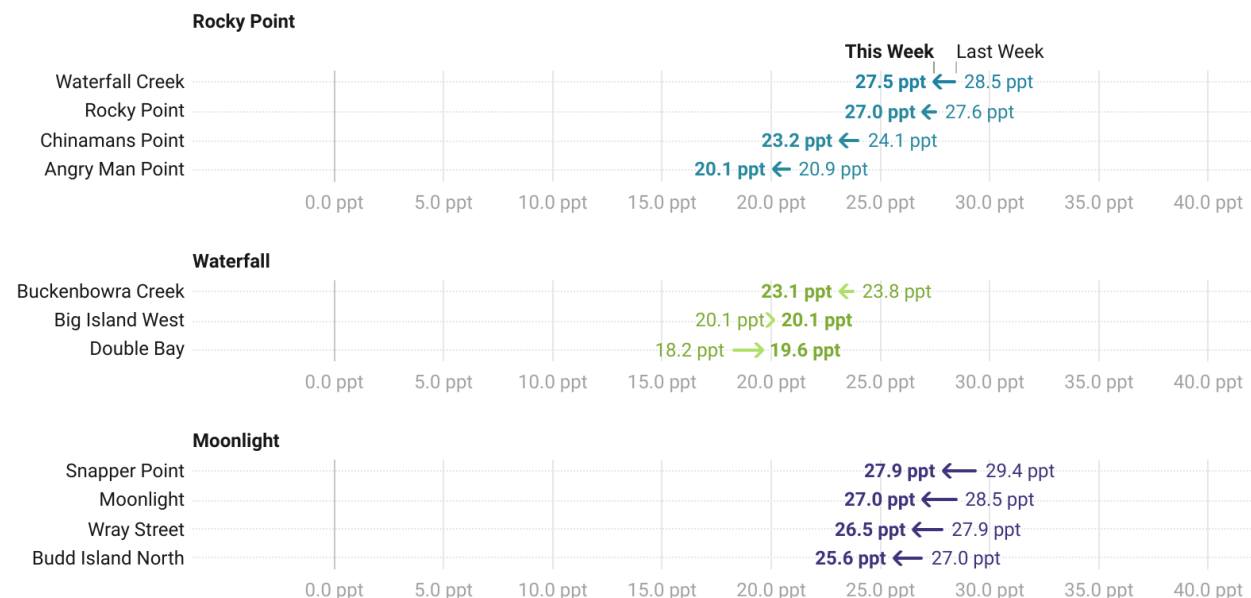 Rocky Point
This Week Last Week
Waterfall Creek 27.5 ppt 28.5 ppt
Rocky Point 27.0 ppt 27.6 ppt
Chinamans Point 23.2 ppt 24.1 ppt
Angry Man Point 20.1 ppt 20.9 ppt
0.0 ppt 5.0 ppt 10.0 ppt 15.0 ppt 20.0 ppt 25.0 ppt 30.0 ppt 35.0 ppt 40.0 ppt
Waterfall
Buckenbowra Creek 23.1 ppt 23.8 ppt
Big Island West 20.1 ppt 20.1 ppt
Double Bay 18.2 ppt 19.6 ppt
0.0 ppt 5.0 ppt 10.0 ppt 15.0 ppt 20.0 ppt 25.0 ppt 30.0 ppt 35.0 ppt 40.0 ppt
Moonlight
Snapper Point 27.9 ppt 29.4 ppt
Moonlight 27.0 ppt 28.5 ppt
Wray Street 26.5 ppt 27.9 ppt
Budd Island North 25.6 ppt 27.0 ppt
0.0 ppt 5.0 ppt 10.0 ppt 15.0 ppt 20.0 ppt 25.0 ppt 30.0 ppt 35.0 ppt 40.0 ppt